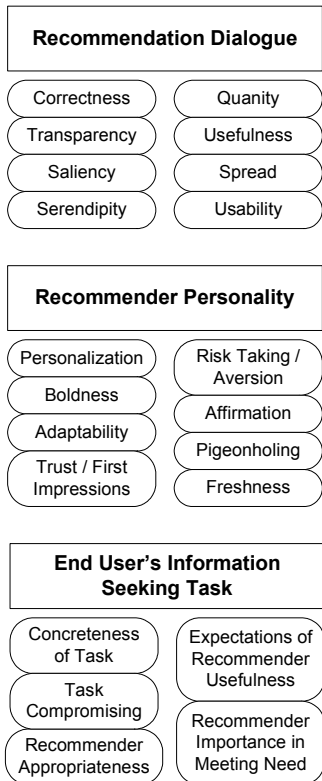 Recommendation Dialogue
Correctness
Quanity
Transparency
Usefulness
Saliency
Spread
Serendipity
Usability
Recommender Personality
Personalization
Risk Taking /
Aversion
Boldness
Affirmation
Adaptability
Pigeonholing
Trust / First
Impressions
Freshness
End User's Information
Seeking Task
Concreteness
of Task
Expectations of
Recommender
Usefulness
Task
Compromising
Recommender
Appropriateness
Recommender
Importance in
Meeting Need